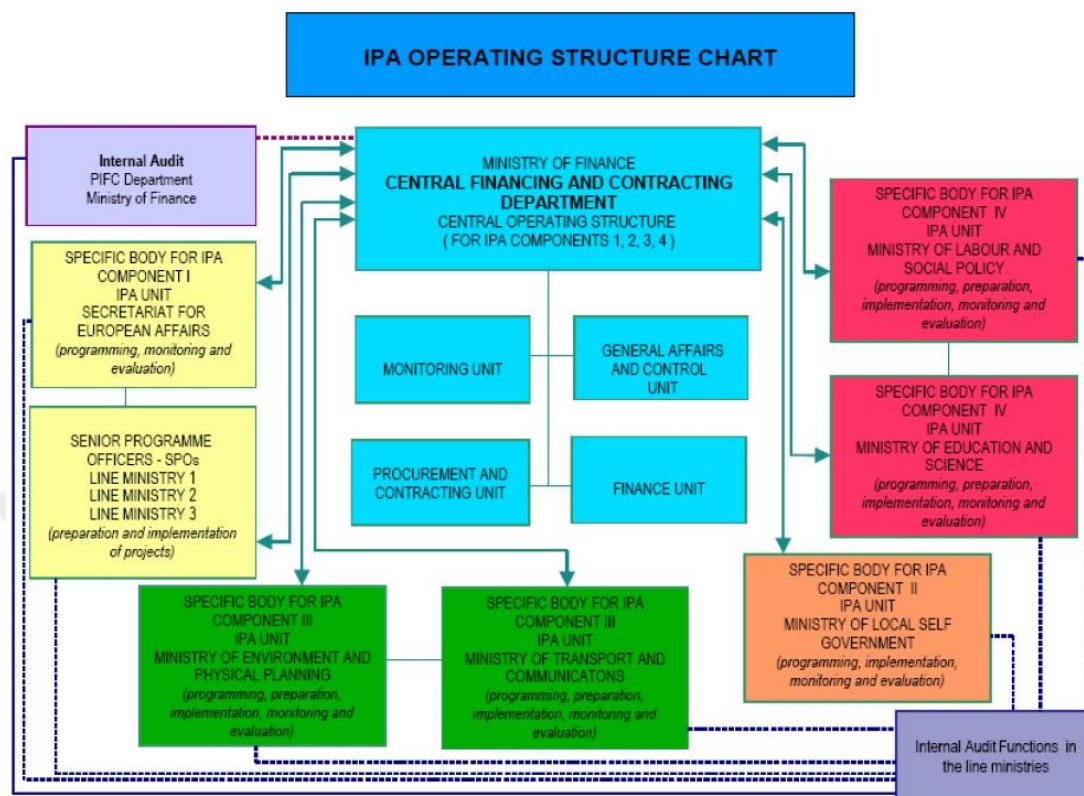 IPA OPERATING STRUCTURE CHART
Internal Audit
PIFC Department
Ministry of Finance
MINISTRY OF FINANCE
CENTRAL FINANCING AND CONTRACTING
DEPARTMENT
CENTRAL OPERATING STRUCTURE
( FOR IPA COMPONENTS 1, 2, 3, 4 )
SPECIFIC BODY FOR IPA
COMPONENT IV
IPA UNIT
MINISTRY OF LABOUR AND
SOCIAL POLICY
(programming, preparation,
implementation, monitoring and
evaluation)
SPECIFIC BODY FOR IPA
COMPONENT I
IPA UNIT
SECRETARIAT FOR
EUROPEAN AFFAIRS
(programming, monitoring and
evaluation)
MONITORING UNIT
GENERAL AFFAIRS
AND CONTROL
UNIT
SPECIFIC BODY FOR IPA
COMPONENT IV
IPA UNIT
MINISTRY OF EDUCATION AND
SCIENCE
(programming, preparation,
implementation, monitoring and
evaluation)
SENIOR PROGRAMME
OFFICERS - SPOs
LINE MINISTRY 1
LINE MINISTRY 2
LINE MINISTRY 3
(preparation and implementation
of projects)
PROCUREMENT AND
CONTRACTING UNIT
FINANCE UNIT
SPECIFIC BODY FOR IPA
COMPONENT III
IPA UNIT
MINISTRY OF ENVIRONMENT AND
PHYSICAL PLANNING
(programming, preparation,
implementation, monitoring and
evaluation)
SPECIFIC BODY FOR IPA
COMPONENT III
IPA UNIT
MINISTRY OF TRANSPORT AND
COMMUNICATONS
(programming, preparation,
implementation, monitoring and
evaluation)
SPECIFIC BODY FOR IPA
COMPONENT II
IPA UNIT
MINISTRY OF LOCAL SELF
GOVERNMENT
(programming, implementation,
monitoring and evaluation)
Internal Audit Functions in
the line ministries